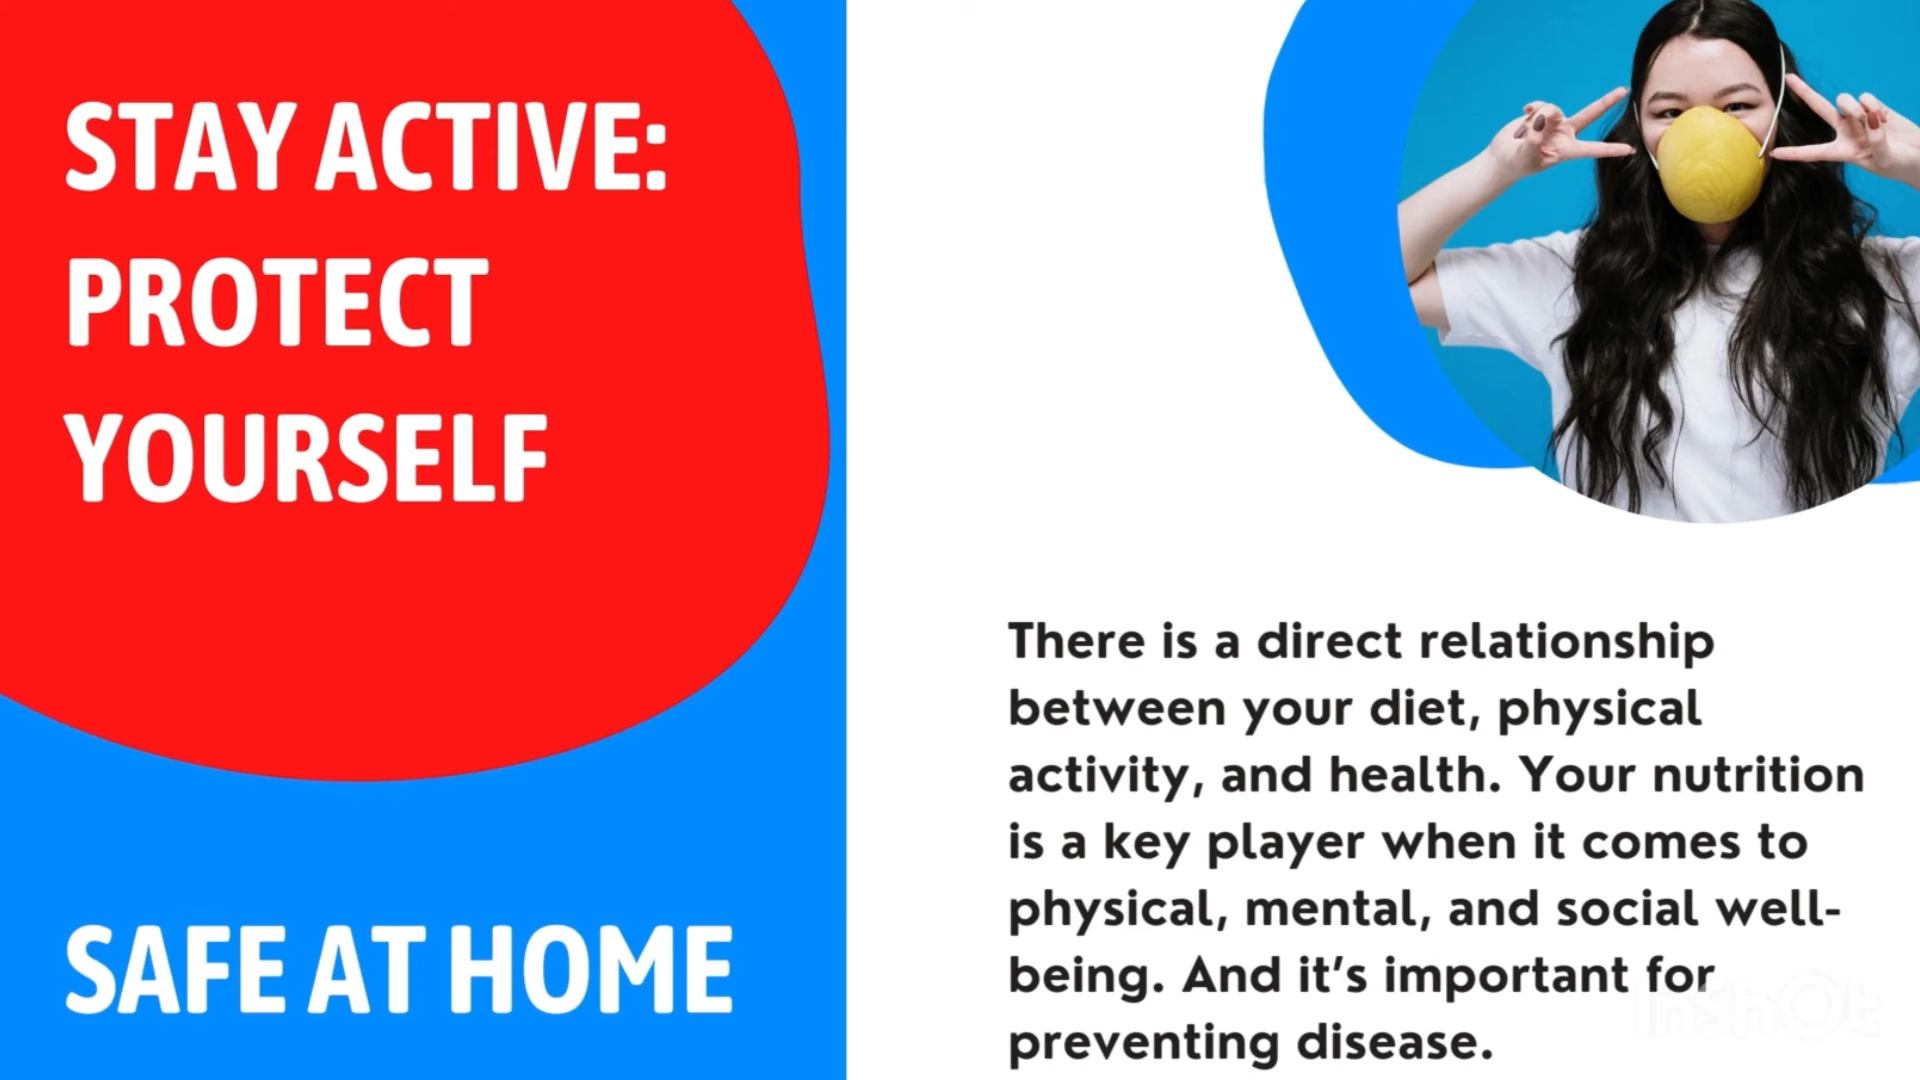 STAY ACTIVE:
PROTECT
YOURSELF
SAFE AT HOME
There is a direct relationship
between your diet, physical
activity, and health. Your nutrition
is a key player when it comes to
physical, mental, and social well-
being. And it’s important for
preventing disease.
InShOt